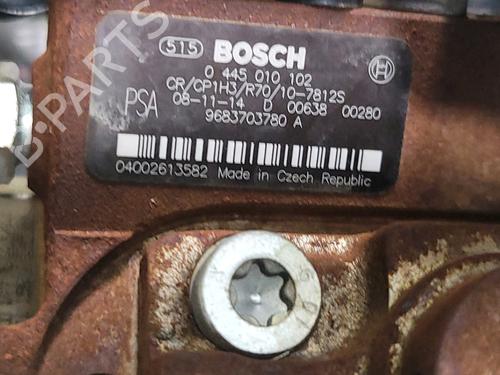 515 BOSCH
0 445 010 102
CR/CP1H3/R70/10-7812S
PSA 08-11-14 D 00638 00280
9683703780 A
04002613582 Made in Czech Republic
B-PARTS